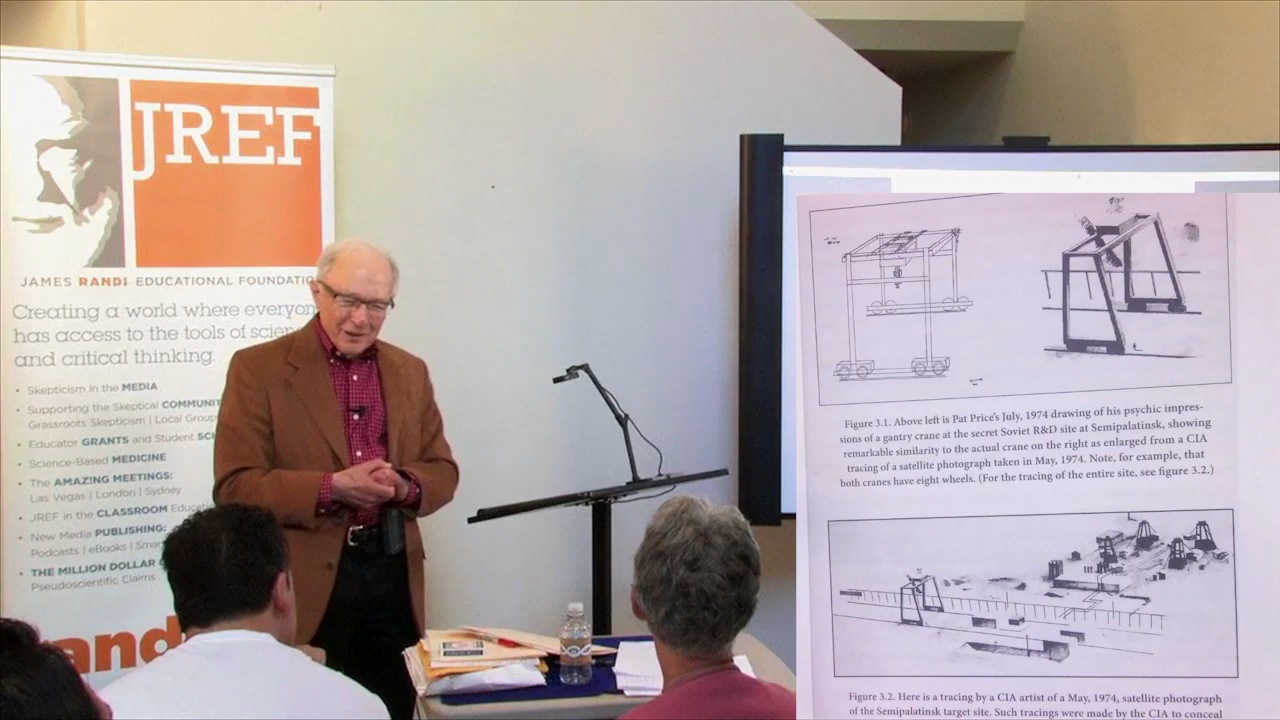 JREF
JAMES RANDI EDUCATIONAL FOUNDATIO
Creating a world where everyon
has access to the tools of scien
and critical thinking.
• Skepticism in the MEDIA
• Supporting the Skeptical COMMUNIT
Grassroots Skepticism | Local Group
• Educator GRANTS and Student SCH
• Science-Based MEDICINE
• The AMAZING MEETINGS:
Las Vegas | London | Sydney
• JREF in the CLASSROOM Educati
• New Media PUBLISHING:
Podcasts | eBooks | Smar
• THE MILLION DOLLAR
Pseudoscientific Claims
and
Figure 3.1. Above left is Pat Price's July, 1974 drawing of his psychic impres-
sions of a gantry crane at the secret Soviet R&D site at Semipalatinsk, showing
remarkable similarity to the actual crane on the right as enlarged from a CIA
tracing of a satellite photograph taken in May, 1974. Note, for example, that
both cranes have eight wheels. (For the tracing of the entire site, see figure 3.2.)
Figure 3.2. Here is a tracing by a CIA artist of a May, 1974, satellite photograph
of the Semipalatinsk target site. Such tracings were made by the CIA to conceal